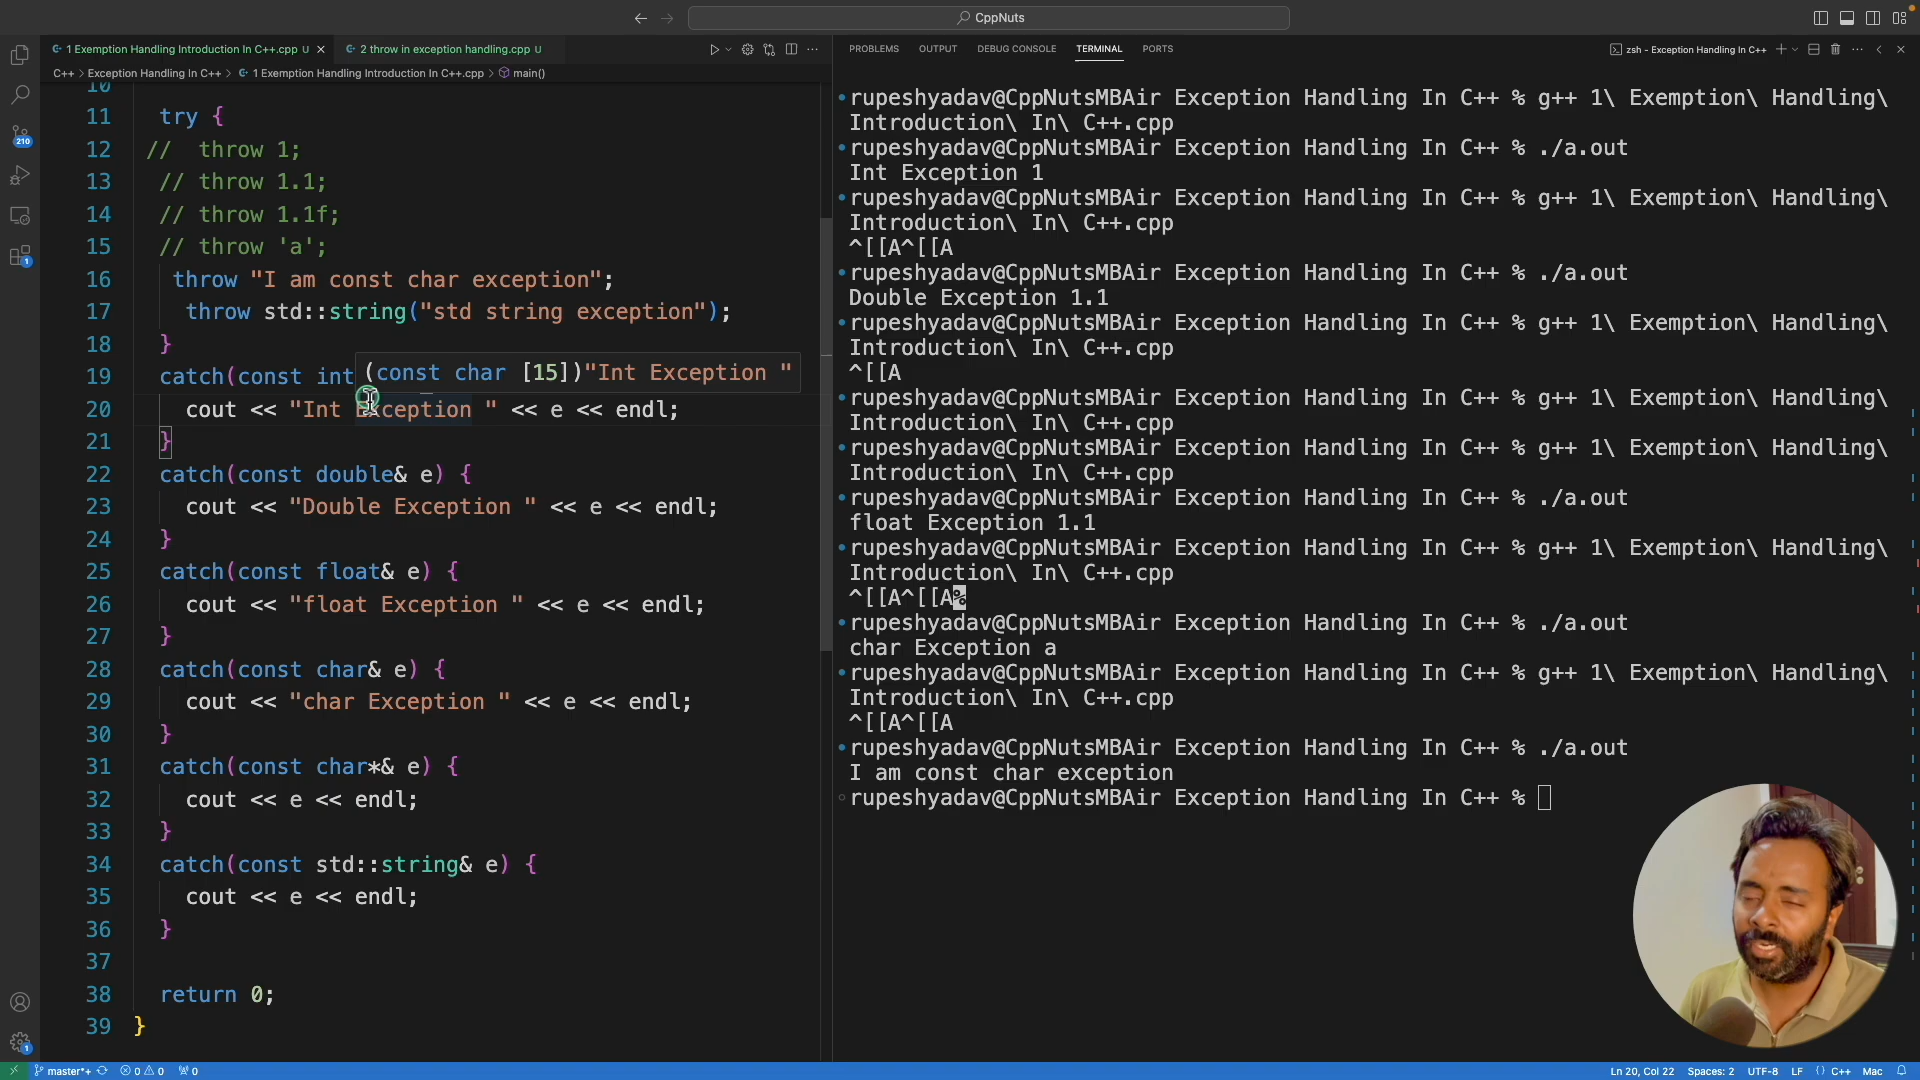 CppNuts
1 Exemption Handling Introduction In C++.cpp U
2 throw in exception handling.cpp U
C++ > Exception Handling In C++ > 1 Exemption Handling Introduction In C++.cpp > main()
10
11 try {
12 // throw 1;
13 // throw 1.1;
14 // throw 1.1f;
15 // throw 'a';
16 throw "I am const char exception";
17 throw std::string("std string exception");
18 }
19 catch(const int
(const char [15])"Int Exception "
20 cout << "Int Exception " << e << endl;
21 }
22 catch(const double& e) {
23 cout << "Double Exception " << e << endl;
24 }
25 catch(const float& e) {
26 cout << "float Exception " << e << endl;
27 }
28 catch(const char& e) {
29 cout << "char Exception " << e << endl;
30 }
31 catch(const char*& e) {
32 cout << e << endl;
33 }
34 catch(const std::string& e) {
35 cout << e << endl;
36 }
37
38 return 0;
39 }
210
1
1
PROBLEMS OUTPUT DEBUG CONSOLE TERMINAL PORTS
zsh - Exception Handling In C++
rupeshyadav@CppNutsMBAir Exception Handling In C++ % g++ 1\ Exemption\ Handling\
Introduction\ In\ C++.cpp
rupeshyadav@CppNutsMBAir Exception Handling In C++ % ./a.out
Int Exception 1
rupeshyadav@CppNutsMBAir Exception Handling In C++ % g++ 1\ Exemption\ Handling\
Introduction\ In\ C++.cpp
^[[A^[[A
rupeshyadav@CppNutsMBAir Exception Handling In C++ % ./a.out
Double Exception 1.1
rupeshyadav@CppNutsMBAir Exception Handling In C++ % g++ 1\ Exemption\ Handling\
Introduction\ In\ C++.cpp
^[[A
rupeshyadav@CppNutsMBAir Exception Handling In C++ % g++ 1\ Exemption\ Handling\
Introduction\ In\ C++.cpp
rupeshyadav@CppNutsMBAir Exception Handling In C++ % g++ 1\ Exemption\ Handling\
Introduction\ In\ C++.cpp
rupeshyadav@CppNutsMBAir Exception Handling In C++ % ./a.out
float Exception 1.1
rupeshyadav@CppNutsMBAir Exception Handling In C++ % g++ 1\ Exemption\ Handling\
Introduction\ In\ C++.cpp
^[[A^[[A%
rupeshyadav@CppNutsMBAir Exception Handling In C++ % ./a.out
char Exception a
rupeshyadav@CppNutsMBAir Exception Handling In C++ % g++ 1\ Exemption\ Handling\
Introduction\ In\ C++.cpp
^[[A^[[A
rupeshyadav@CppNutsMBAir Exception Handling In C++ % ./a.out
I am const char exception
rupeshyadav@CppNutsMBAir Exception Handling In C++ %
master*+ 0 0 0
Ln 20, Col 22 Spaces: 2 UTF-8 LF {} C++ Mac